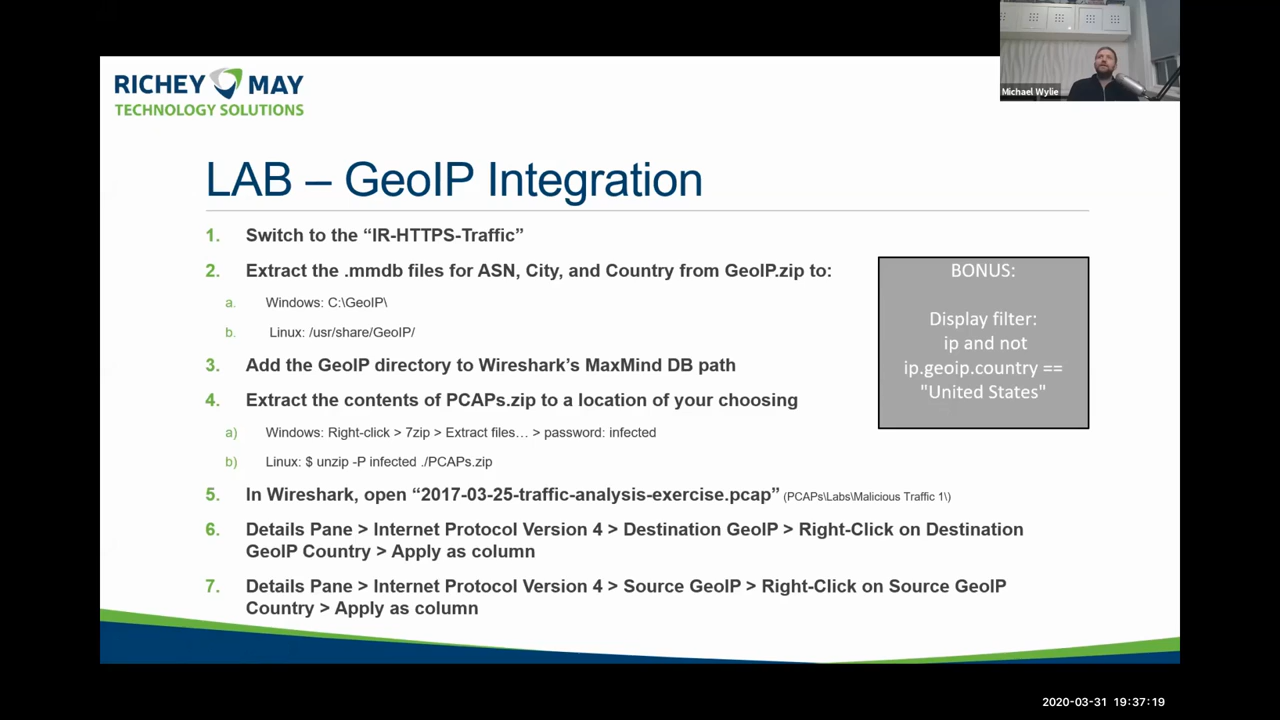 Michael Wylie
RICHEY MAY
TECHNOLOGY SOLUTIONS
LAB – GeoIP Integration
1. Switch to the “IR-HTTPS-Traffic”
2. Extract the .mmdb files for ASN, City, and Country from GeoIP.zip to:
a. Windows: C:\GeoIP\
b. Linux: /usr/share/GeoIP/
3. Add the GeoIP directory to Wireshark’s MaxMind DB path
4. Extract the contents of PCAPs.zip to a location of your choosing
a) Windows: Right-click > 7zip > Extract files… > password: infected
b) Linux: $ unzip -P infected ./PCAPs.zip
5. In Wireshark, open “2017-03-25-traffic-analysis-exercise.pcap” (PCAPs\Labs\Malicious Traffic 1\)
6. Details Pane > Internet Protocol Version 4 > Destination GeoIP > Right-Click on Destination
GeoIP Country > Apply as column
7. Details Pane > Internet Protocol Version 4 > Source GeoIP > Right-Click on Source GeoIP
Country > Apply as column
BONUS:
Display filter:
ip and not
ip.geoip.country ==
"United States"
2020-03-31 19:37:19